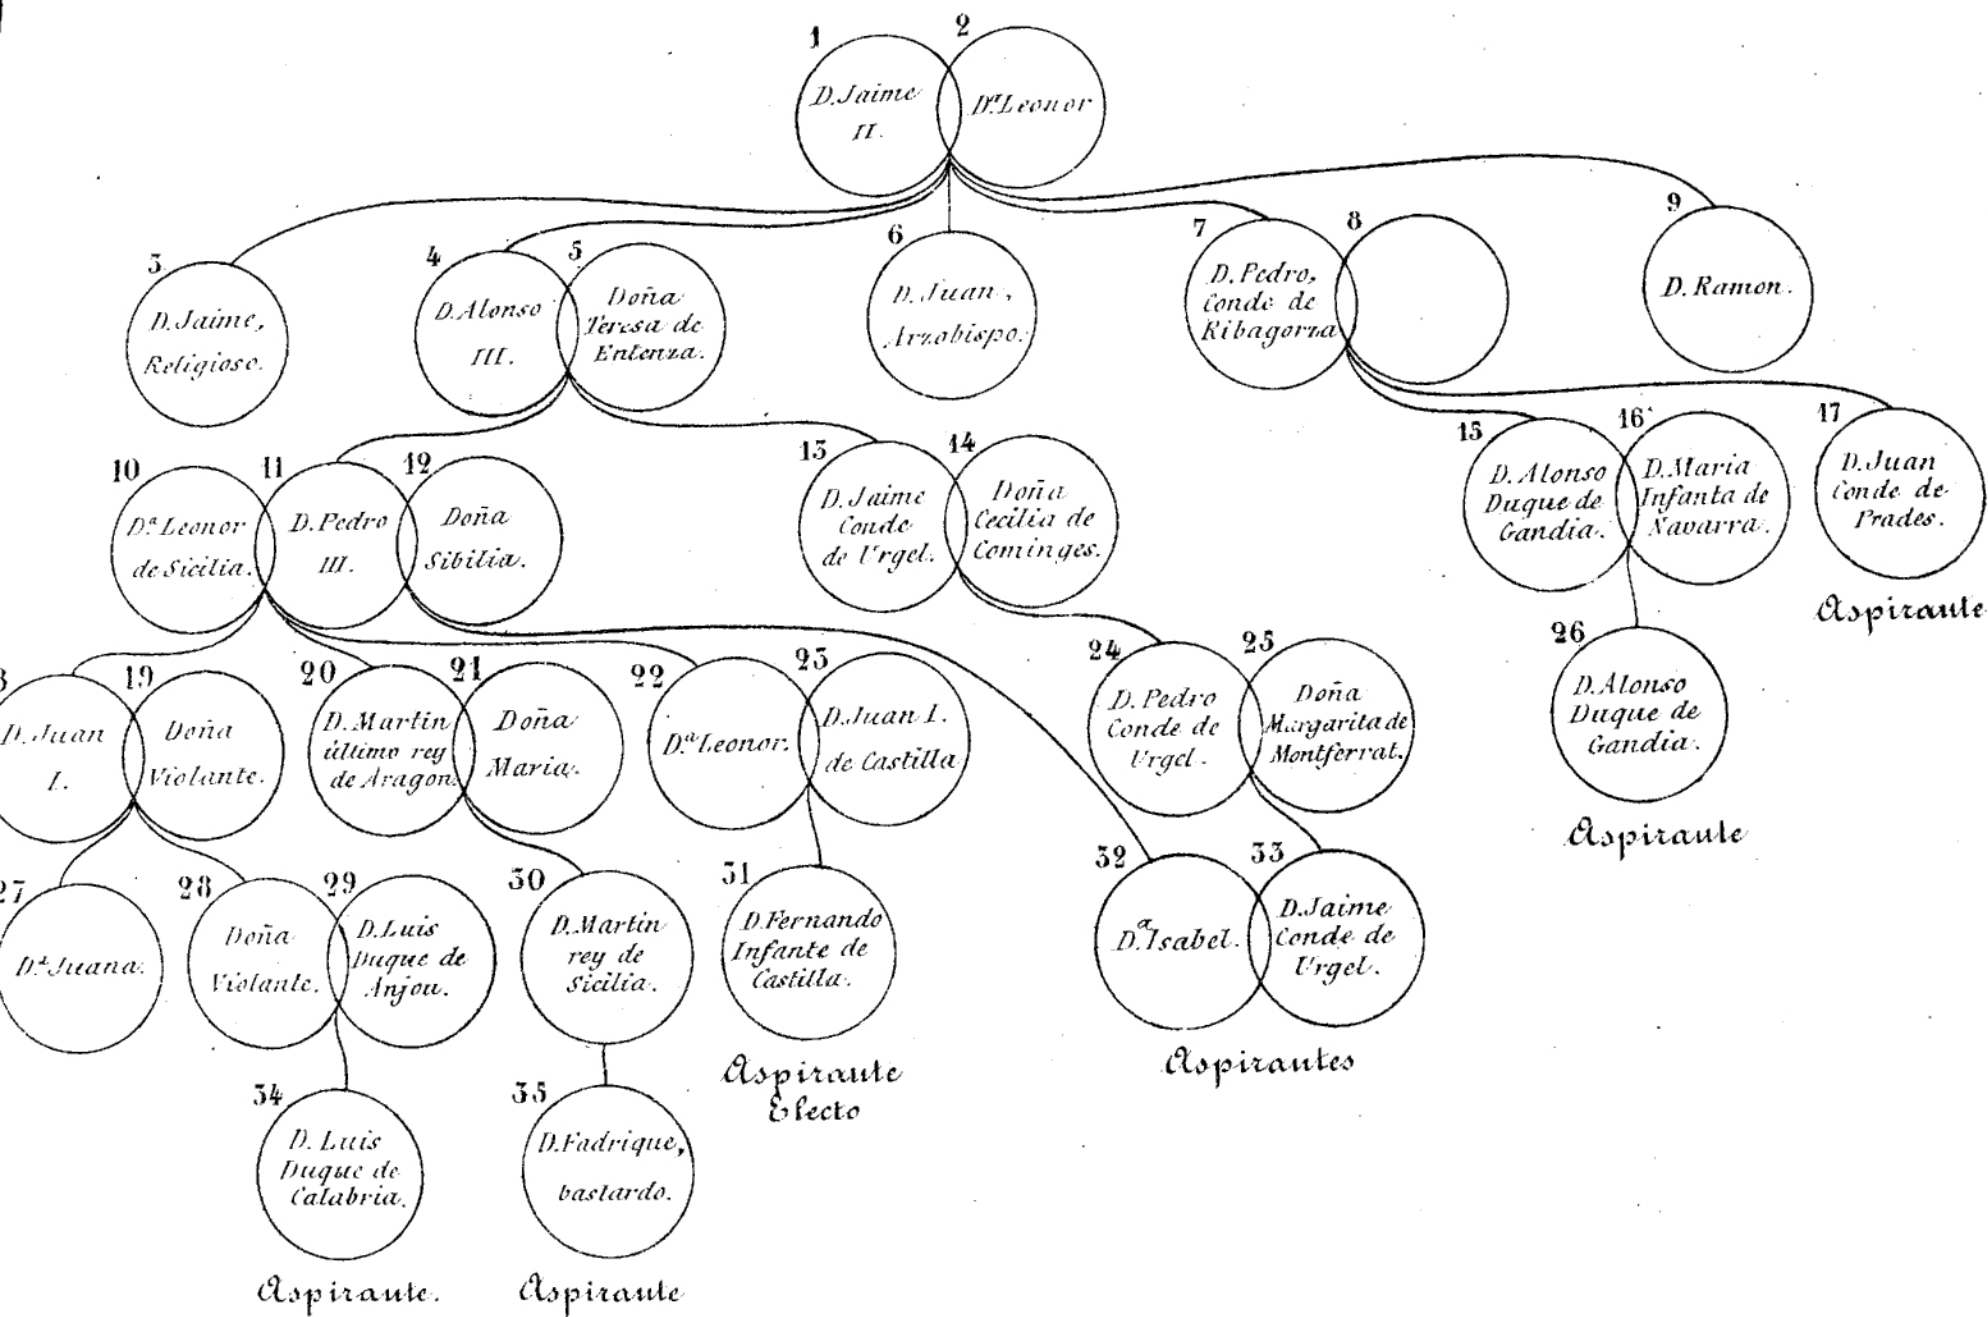 1
D. Jaime
II.
2
D.ª Leonor
3
D. Jaime,
Religioso.
4
D. Alonso
III.
5
Doña
Teresa de
Entenza.
6
D. Juan,
Arzobispo.
7
D. Pedro,
Conde de
Ribagorza
8
9
D. Ramon.
10
D.ª Leonor
de Sicilia.
11
D. Pedro
III.
12
Doña
Sibilia.
13
D. Jaime
Conde
de Urgel.
14
Doña
Cecilia de
Cominges.
15
D. Alonso
Duque de
Gandia.
16
D. Maria
Infanta de
Navarra.
17
D. Juan
Conde de
Prades.
Aspirante
8
D. Juan
I.
19
Doña
Violante.
20
D. Martin
último rey
de Aragon.
21
Doña
Maria.
22
D.ª Leonor.
23
D. Juan I.
de Castilla
24
D. Pedro
Conde de
Urgel.
25
Doña
Margarita de
Montferrat.
26
D. Alonso
Duque de
Gandia.
Aspirante
27
D.ª Juana.
28
Doña
Violante.
29
D. Luis
Duque de
Anjou.
30
D. Martin
rey de
Sicilia.
31
D. Fernando
Infante de
Castilla.
Aspirante
Electo
32
D.ª Isabel.
33
D. Jaime
Conde de
Urgel.
Aspirantes
34
D. Luis
Duque de
Calabria.
Aspirante.
35
D. Fadrique,
bastardo.
Aspirante